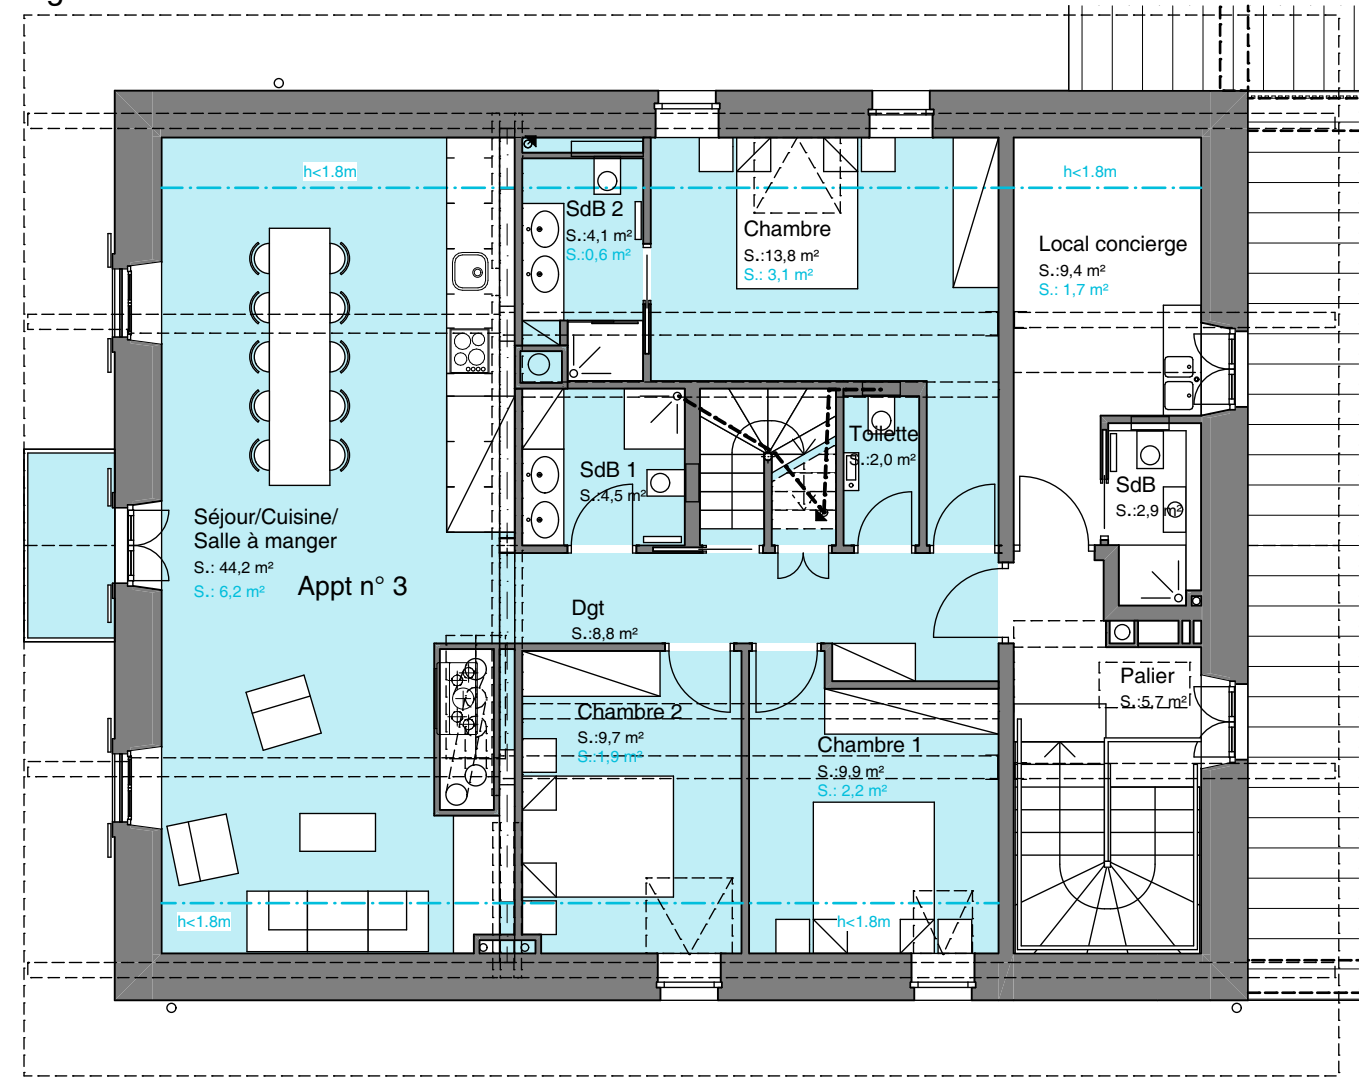 h<1.8m
h<1.8m
SdB 2
S.:4,1 m²
S.:0,6 m²
Chambre
S.:13,8 m²
S.: 3,1 m²
Local concierge
S.:9,4 m²
S.: 1,7 m²
Toilette
S.:2,0 m²
SdB 1
S.:4,5 m²
SdB
S.:2,9 m²
Séjour/Cuisine/
Salle à manger
S.: 44,2 m²
S.: 6,2 m²
Appt n° 3
Dgt
S.:8,8 m²
Palier
S.:5,7 m²
Chambre 2
S.:9,7 m²
S.:1,9 m²
Chambre 1
S.:9,9 m²
S.: 2,2 m²
h<1.8m
h<1.8m